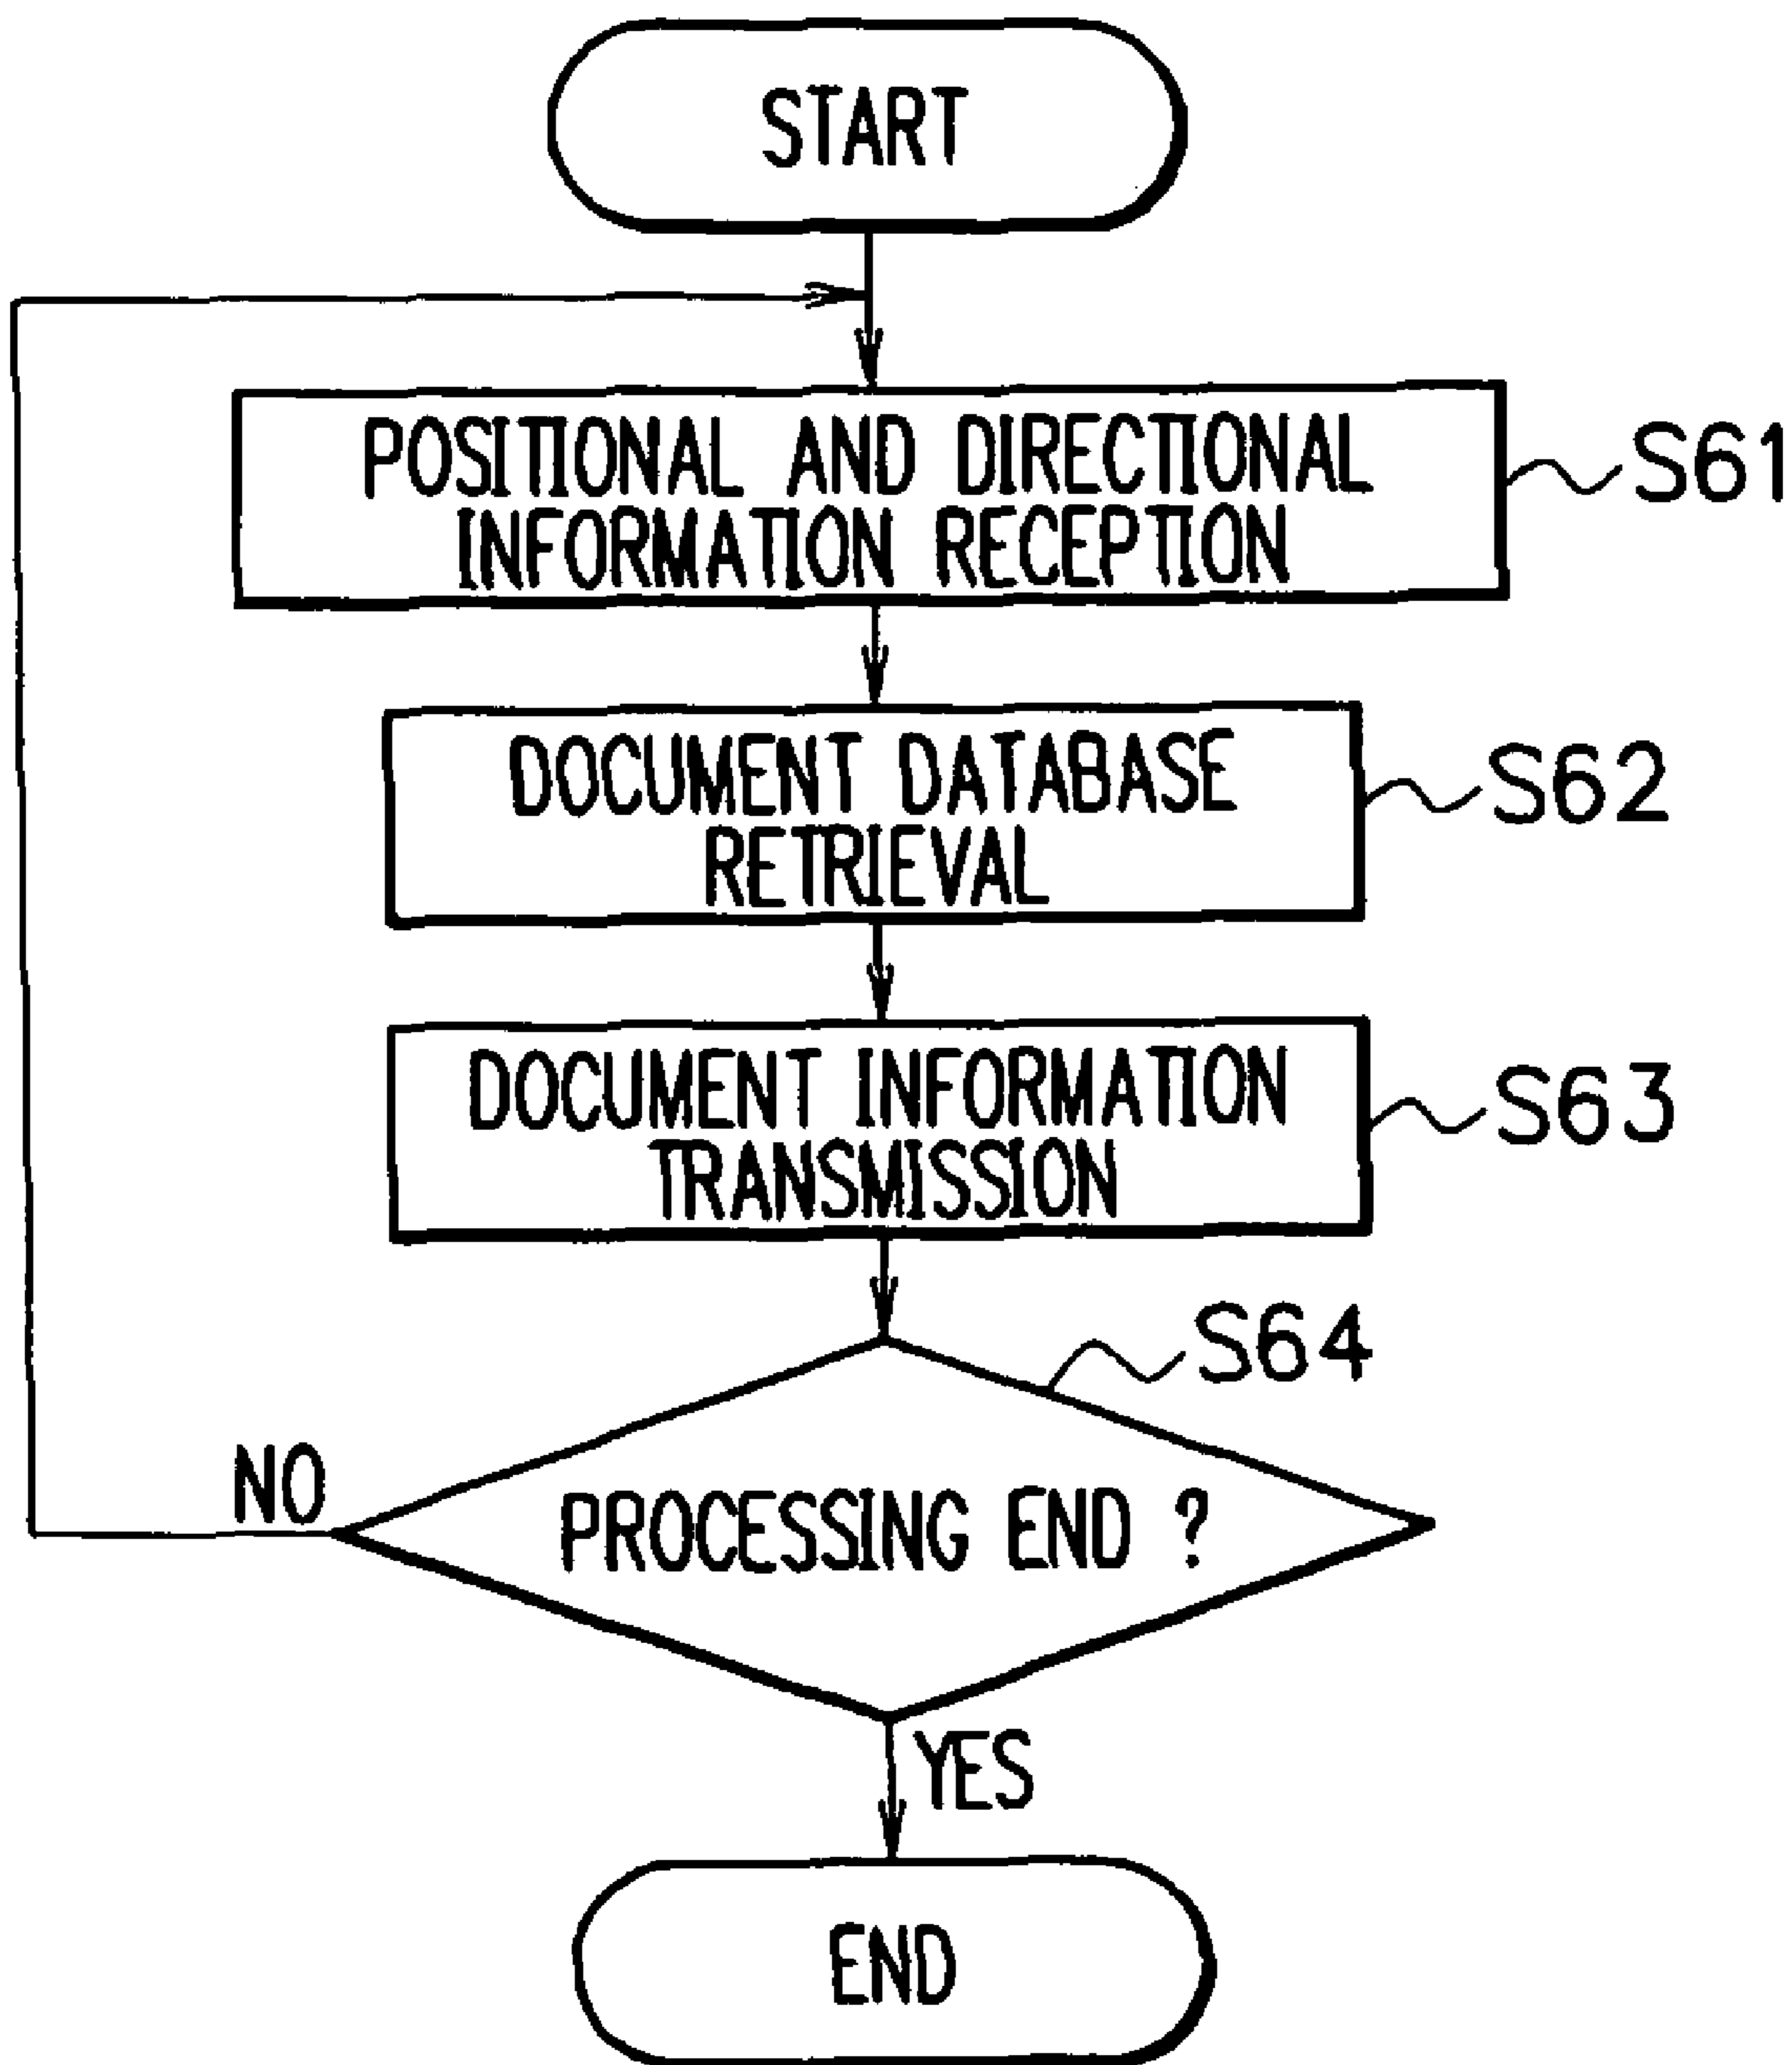 START
POSITIONAL AND DIRECTIONAL
INFORMATION RECEPTION
S61
DOCUMENT DATABASE
RETRIEVAL
S62
DOCUMENT INFORMATION
TRANSMISSION
S63
S64
NO
PROCESSING END ?
YES
END